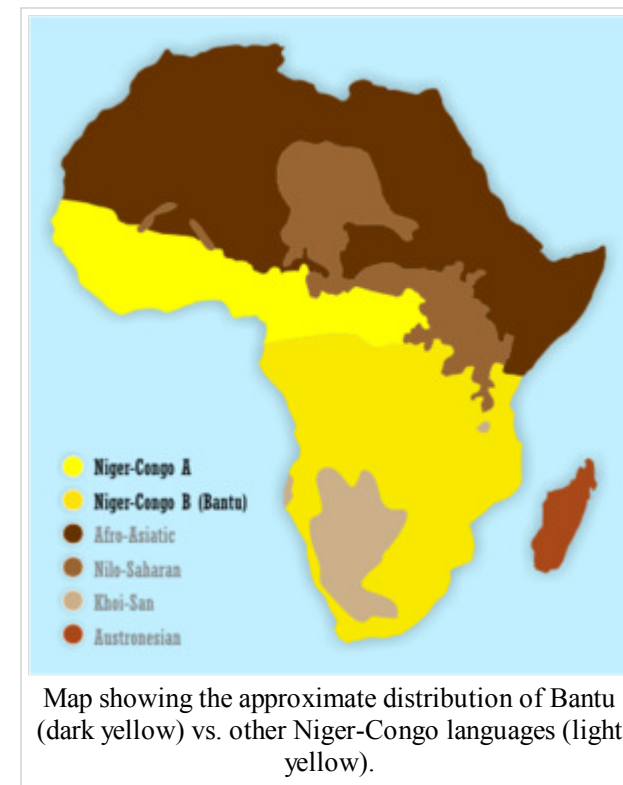 Niger-Congo A
Niger-Congo B (Bantu)
Afro-Asiatic
Nilo-Saharan
Khoi-San
Austronesian
Map showing the approximate distribution of Bantu
(dark yellow) vs. other Niger-Congo languages (light
yellow).